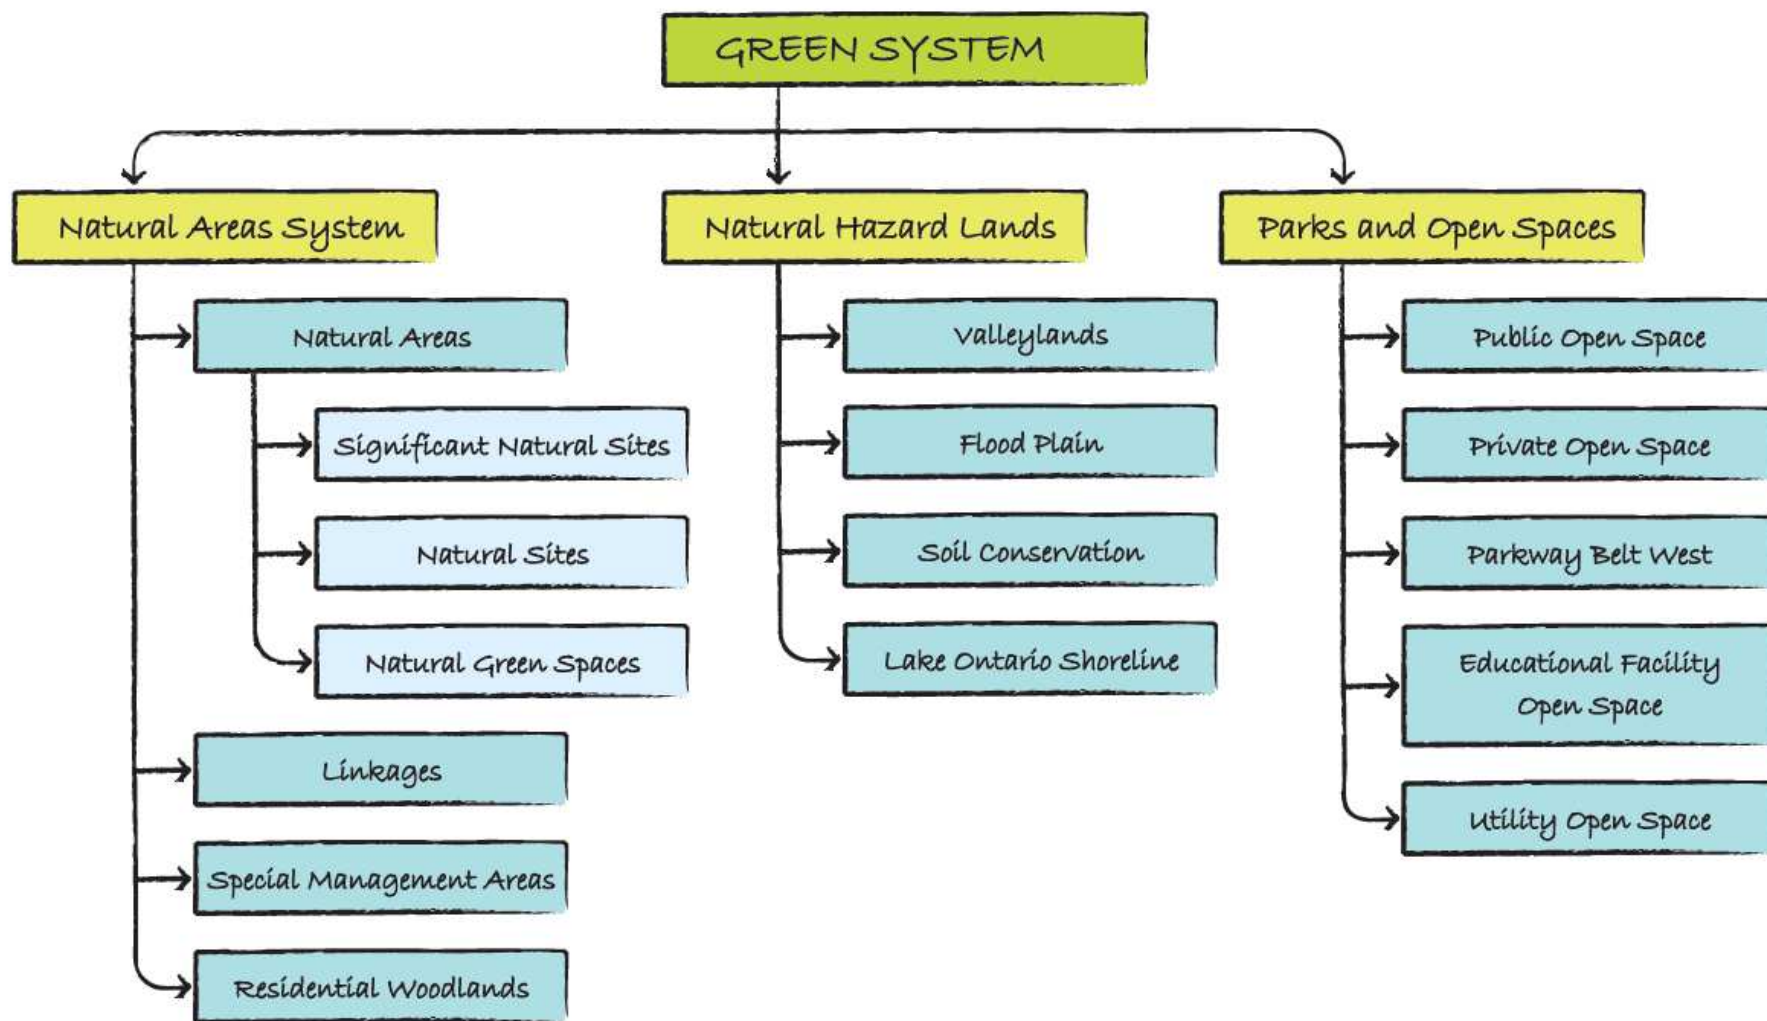 GREEN SYSTEM
Natural Areas System
Natural Areas
Significant Natural Sites
Natural Sites
Natural Green Spaces
Linkages
Special Management Areas
Residential Woodlands
Natural Hazard Lands
Valleylands
Flood Plain
Soil Conservation
Lake Ontario Shoreline
Parks and Open Spaces
Public Open Space
Private Open Space
Parkway Belt West
Educational Facility
Open Space
Utility Open Space